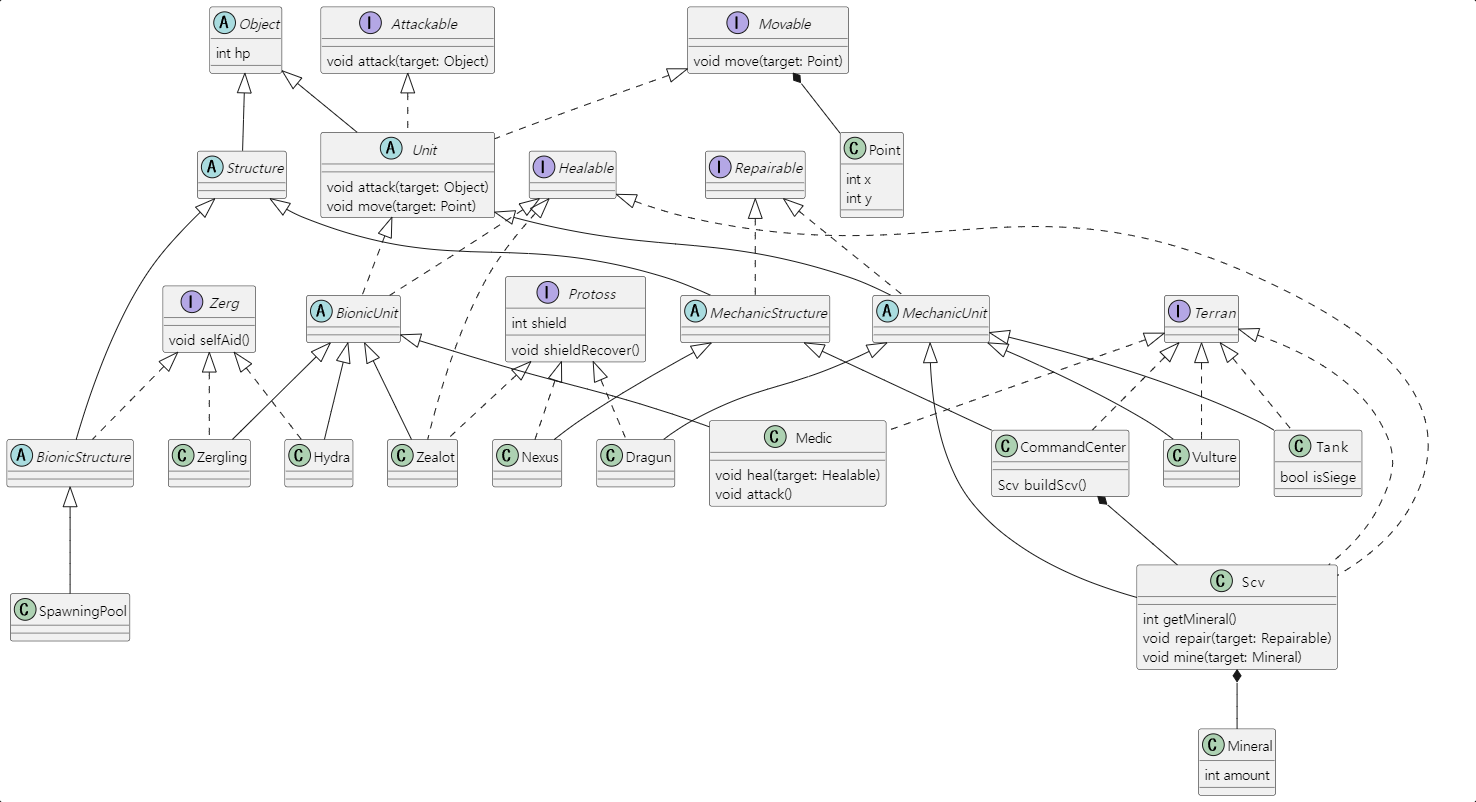 A Object
int hp
I Attackable
void attack(target: Object)
I Movable
void move(target: Point)
A Structure
A Unit
void attack(target: Object)
void move(target: Point)
I Healable
I Repairable
C Point
int x
int y
I Zerg
void selfAid()
A BionicUnit
I Protoss
int shield
void shieldRecover()
A MechanicStructure
A MechanicUnit
I Terran
A BionicStructure
C Zergling
C Hydra
C Zealot
C Nexus
C Dragun
C Medic
void heal(target: Healable)
void attack()
C CommandCenter
Scv buildScv()
C Vulture
C Tank
bool isSiege
C SpawningPool
C Scv
int getMineral()
void repair(target: Repairable)
void mine(target: Mineral)
C Mineral
int amount